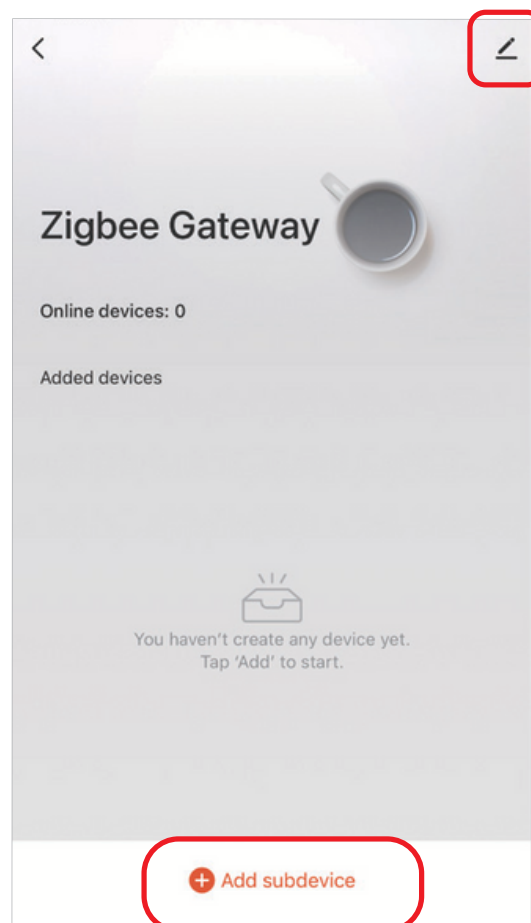 Zigbee Gateway
Online devices: 0
Added devices
You haven't create any device yet.
Tap 'Add' to start.
Add subdevice